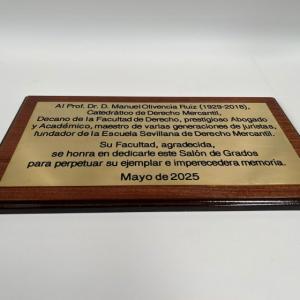 Al Prof. Dr. D. Manuel Olivencia Ruiz (1929-2018),
Catedrático de Derecho Mercantil,
Decano de la Facultad de Derecho, prestigioso Abogado
y Académico, maestro de varias generaciones de juristas,
fundador de la Escuela Sevillana de Derecho Mercantil.
Su Facultad, agradecida,
se honra en dedicarle este Salón de Grados
para perpetuar su ejemplar e imperecedera memoria.
Mayo de 2025